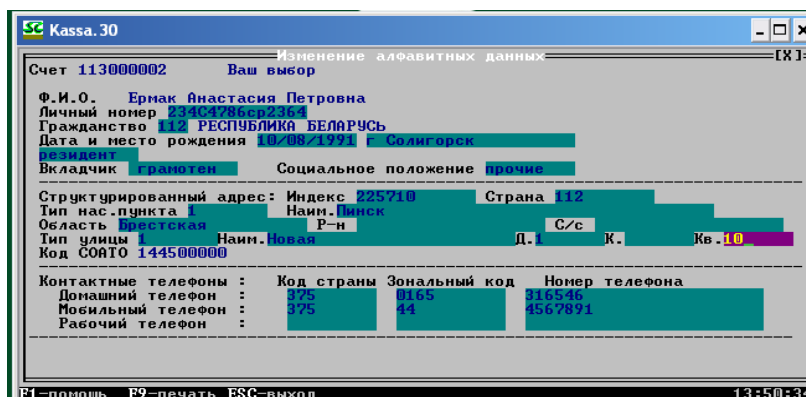 Kassa.30
Изменение алфавитных данных [X]
Счет 113000002 Ваш выбор
Ф.И.О. Ермак Анастасия Петровна
Личный номер 234C4786cp2364
Гражданство 112 РЕСПУБЛИКА БЕЛАРУСЬ
Дата и место рождения 10/08/1991 г Солигорск
резидент
Вкладчик грамотен Социальное положение прочие
Структурированный адрес: Индекс 225710 Страна 112
Тип нас.пункта 1 Наим.Пинск
Область Брестская Р-н С/с
Тип улицы 1 Наим.Новая Д.1 К. Кв.10
Код СОАТО 144500000
Контактные телефоны : Код страны Зональный код Номер телефона
Домашний телефон : 375 0165 316546
Мобильный телефон : 375 44 4567891
Рабочий телефон :
F1-помощь F9-печать ESC-выход 13:50:34